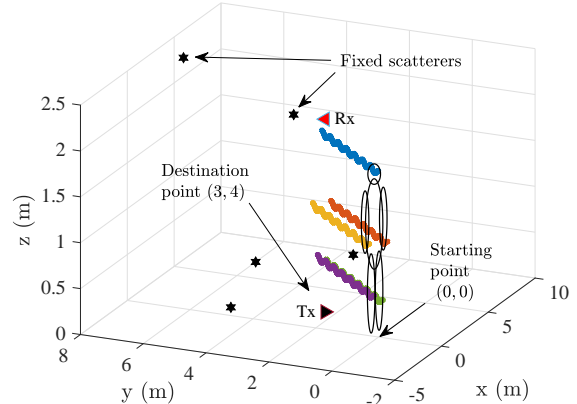 Fixed scatterers
Rx
2.5
2
1.5
1
0.5
0
z (m)
Destination
point (3, 4)
Starting
point
(0, 0)
Tx
8
6
4
2
0
-2
y (m)
-5
0
5
10
x (m)